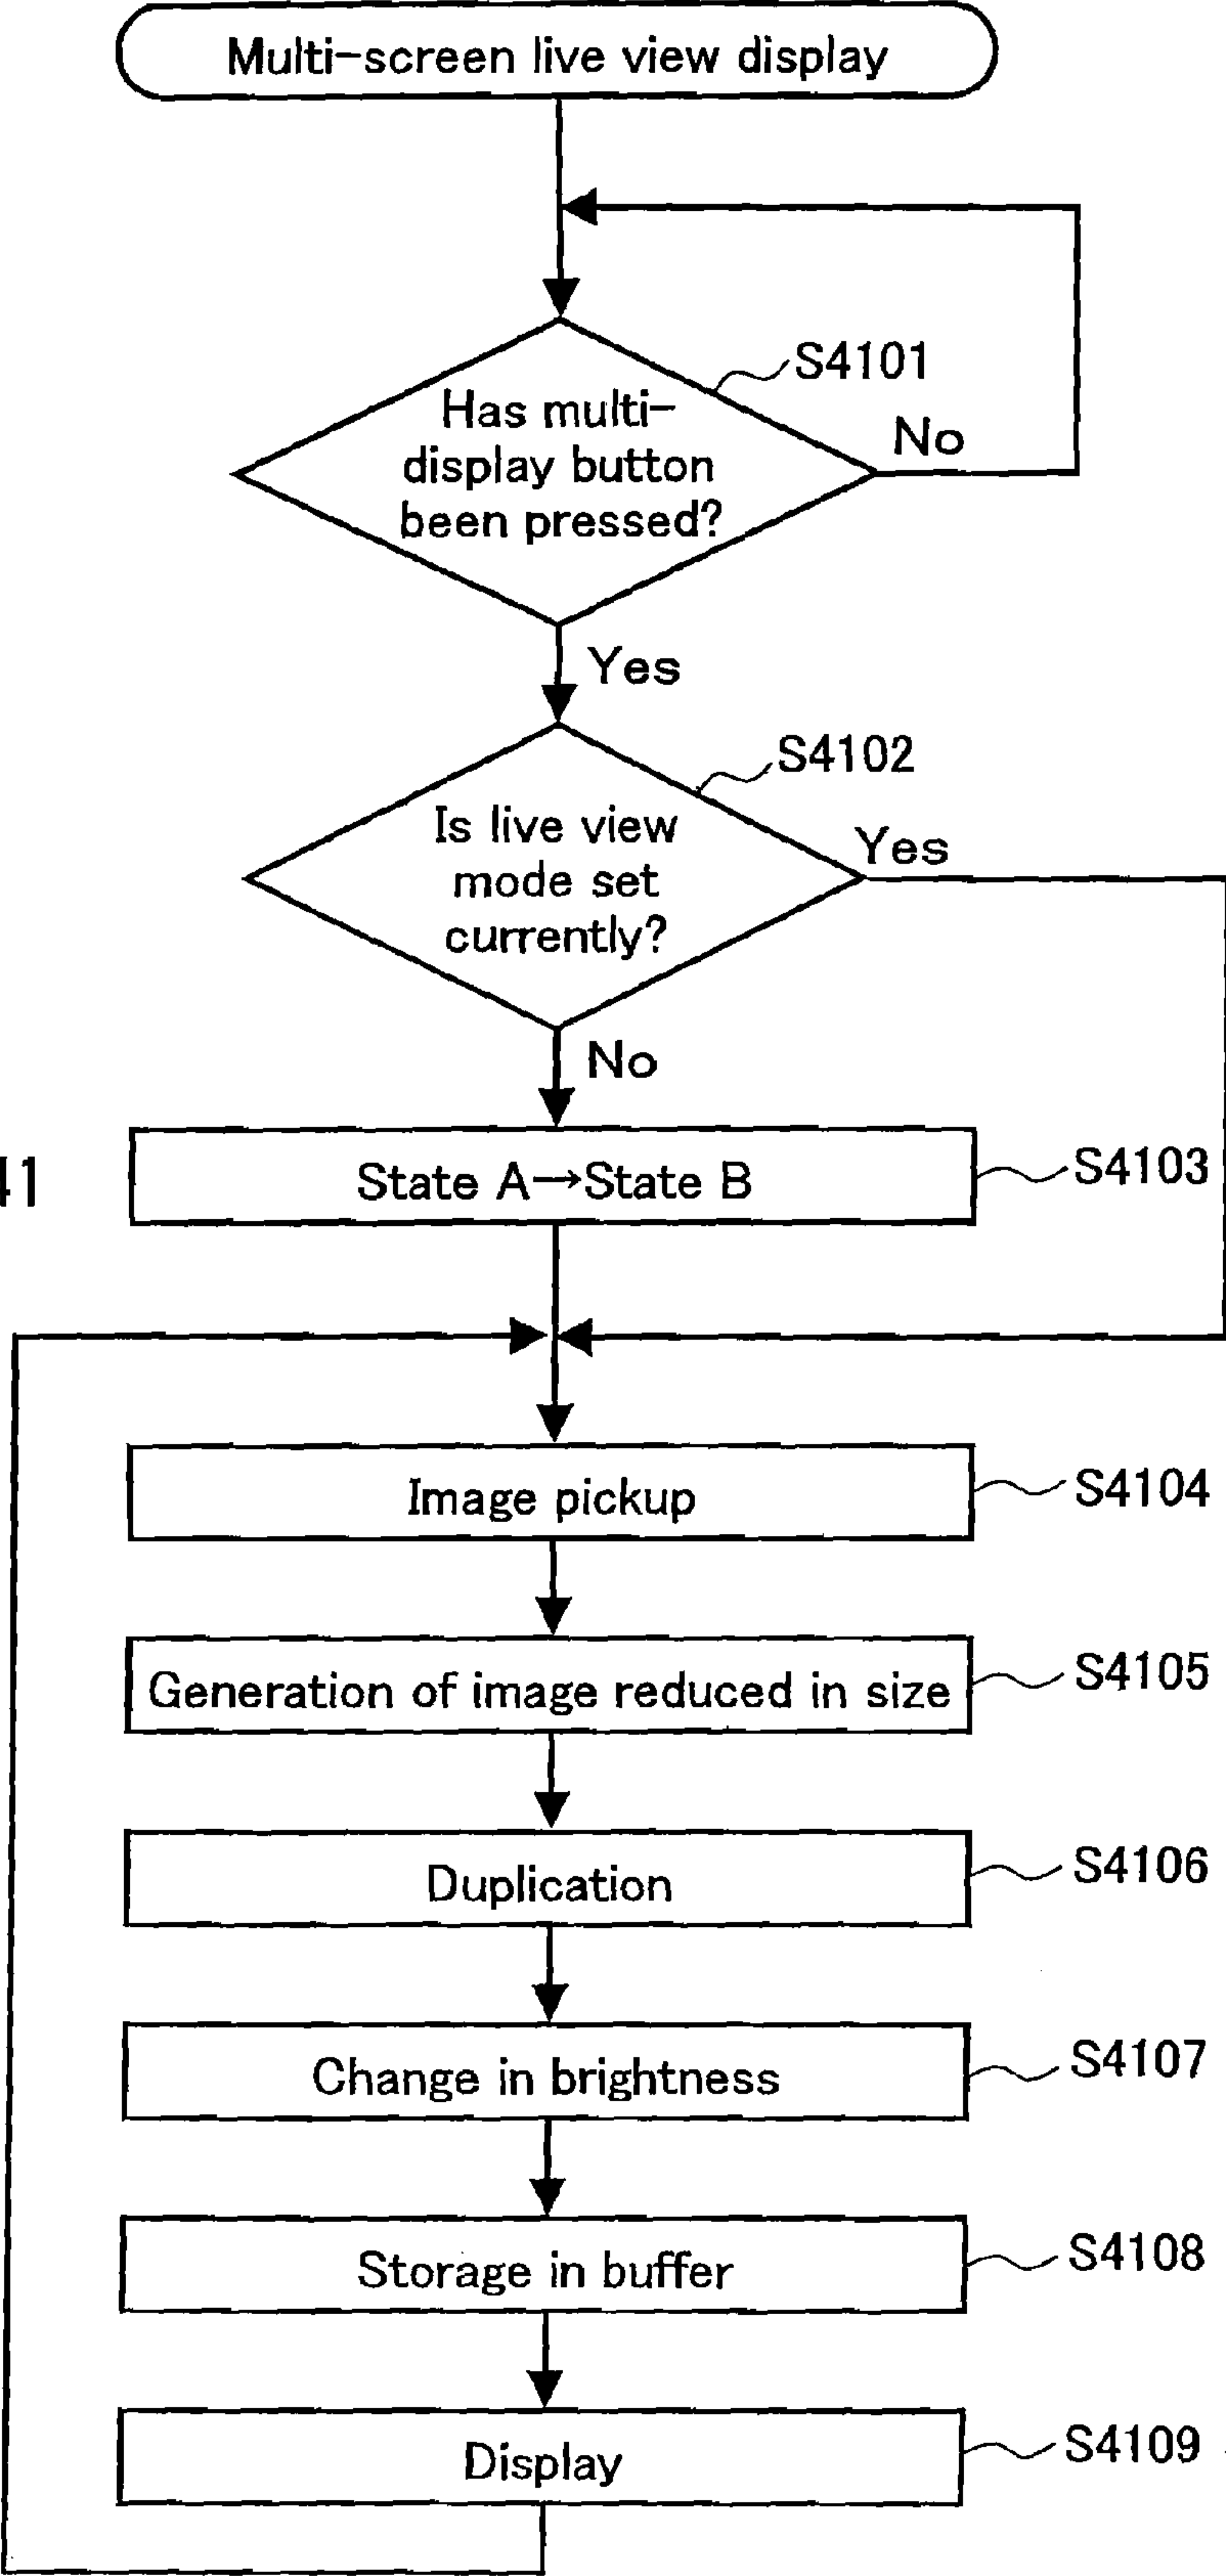 Multi-screen live view display
S4101
Has multi-
display button
been pressed?
No
Yes
S4102
Is live view
mode set
currently?
Yes
No
41
State A→State B
S4103
Image pickup
S4104
Generation of image reduced in size
S4105
Duplication
S4106
Change in brightness
S4107
Storage in buffer
S4108
Display
S4109